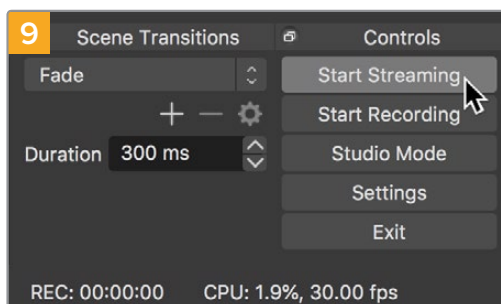 9
Scene Transitions
Controls
Fade
Start Streaming
Start Recording
Duration 300 ms
Studio Mode
Settings
Exit
REC: 00:00:00 CPU: 1.9%, 30.00 fps